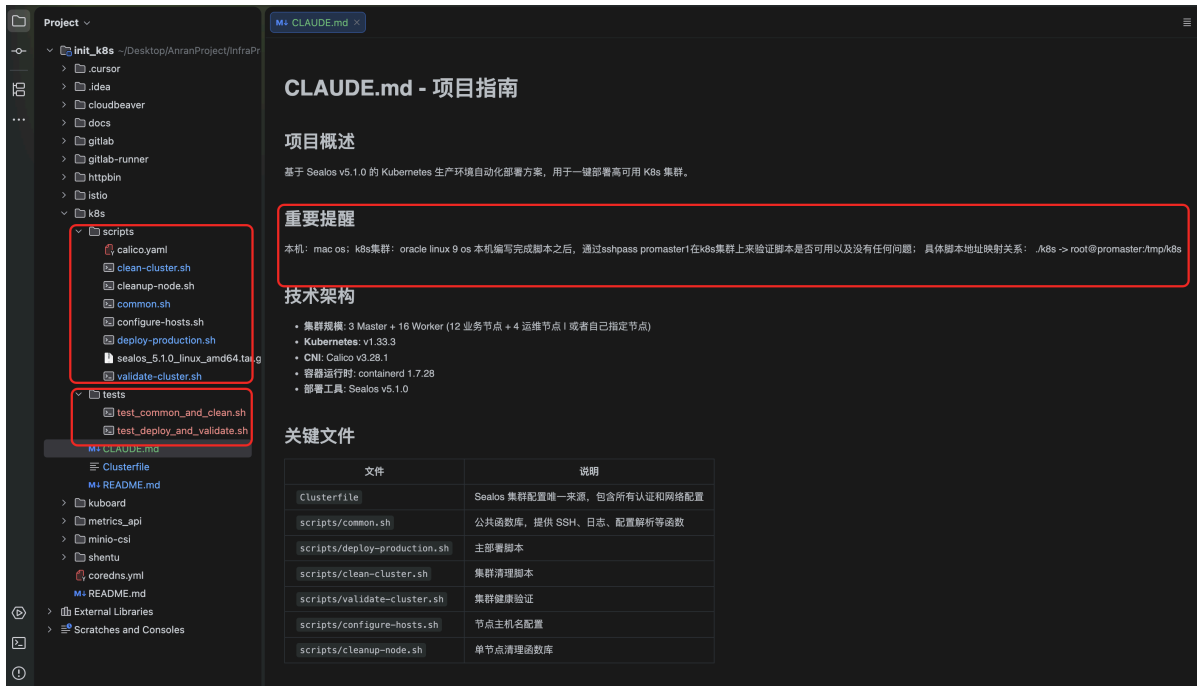 Project
CLAUDE.md
init_k8s ~/Desktop/AnranProject/InfraPr
.cursor
.idea
cloudbeaver
docs
gitlab
gitlab-runner
httpbin
istio
k8s
scripts
calico.yaml
clean-cluster.sh
cleanup-node.sh
common.sh
configure-hosts.sh
deploy-production.sh
sealos_5.1.0_linux_amd64.tar.g
validate-cluster.sh
tests
test_common_and_clean.sh
test_deploy_and_validate.sh
M↓ CLAUDE.md
Clusterfile
M↓ README.md
kuboard
metrics_api
minio-csi
shentu
coredns.yml
M↓ README.md
External Libraries
Scratches and Consoles
CLAUDE.md - 项目指南
项目概述
基于 Sealos v5.1.0 的 Kubernetes 生产环境自动化部署方案，用于一键部署高可用 K8s 集群。
重要提醒
本机：mac os；k8s集群：oracle linux 9 os 本机编写完成脚本之后，通过sshpass promaster1在k8s集群上来验证脚本是否可用以及没有任何问题； 具体脚本地址映射关系： ./k8s -> root@promaster:/tmp/k8s
技术架构
• 集群规模: 3 Master + 16 Worker (12 业务节点 + 4 运维节点 | 或者自己指定节点)
• Kubernetes: v1.33.3
• CNI: Calico v3.28.1
• 容器运行时: containerd 1.7.28
• 部署工具: Sealos v5.1.0
关键文件
文件 说明
Clusterfile Sealos 集群配置唯一来源，包含所有认证和网络配置
scripts/common.sh 公共函数库，提供 SSH、日志、配置解析等函数
scripts/deploy-production.sh 主部署脚本
scripts/clean-cluster.sh 集群清理脚本
scripts/validate-cluster.sh 集群健康验证
scripts/configure-hosts.sh 节点主机名配置
scripts/cleanup-node.sh 单节点清理函数库